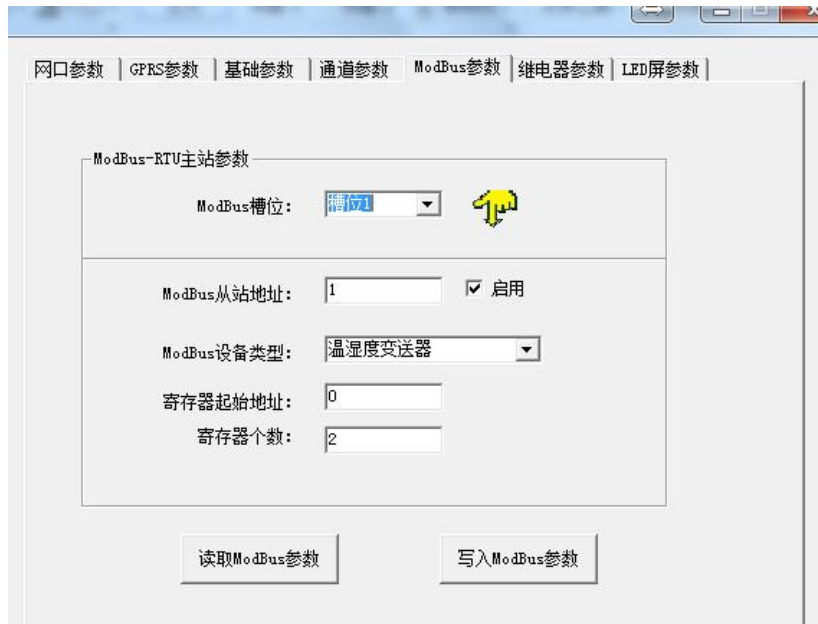 网口参数 GPRS参数 基础参数 通道参数 ModBus参数 继电器参数 LED屏参数
ModBus-RTU主站参数
ModBus槽位: 槽位1
ModBus从站地址: 1 启用
ModBus设备类型: 温湿度变送器
寄存器起始地址: 0
寄存器个数: 2
读取ModBus参数 写入ModBus参数